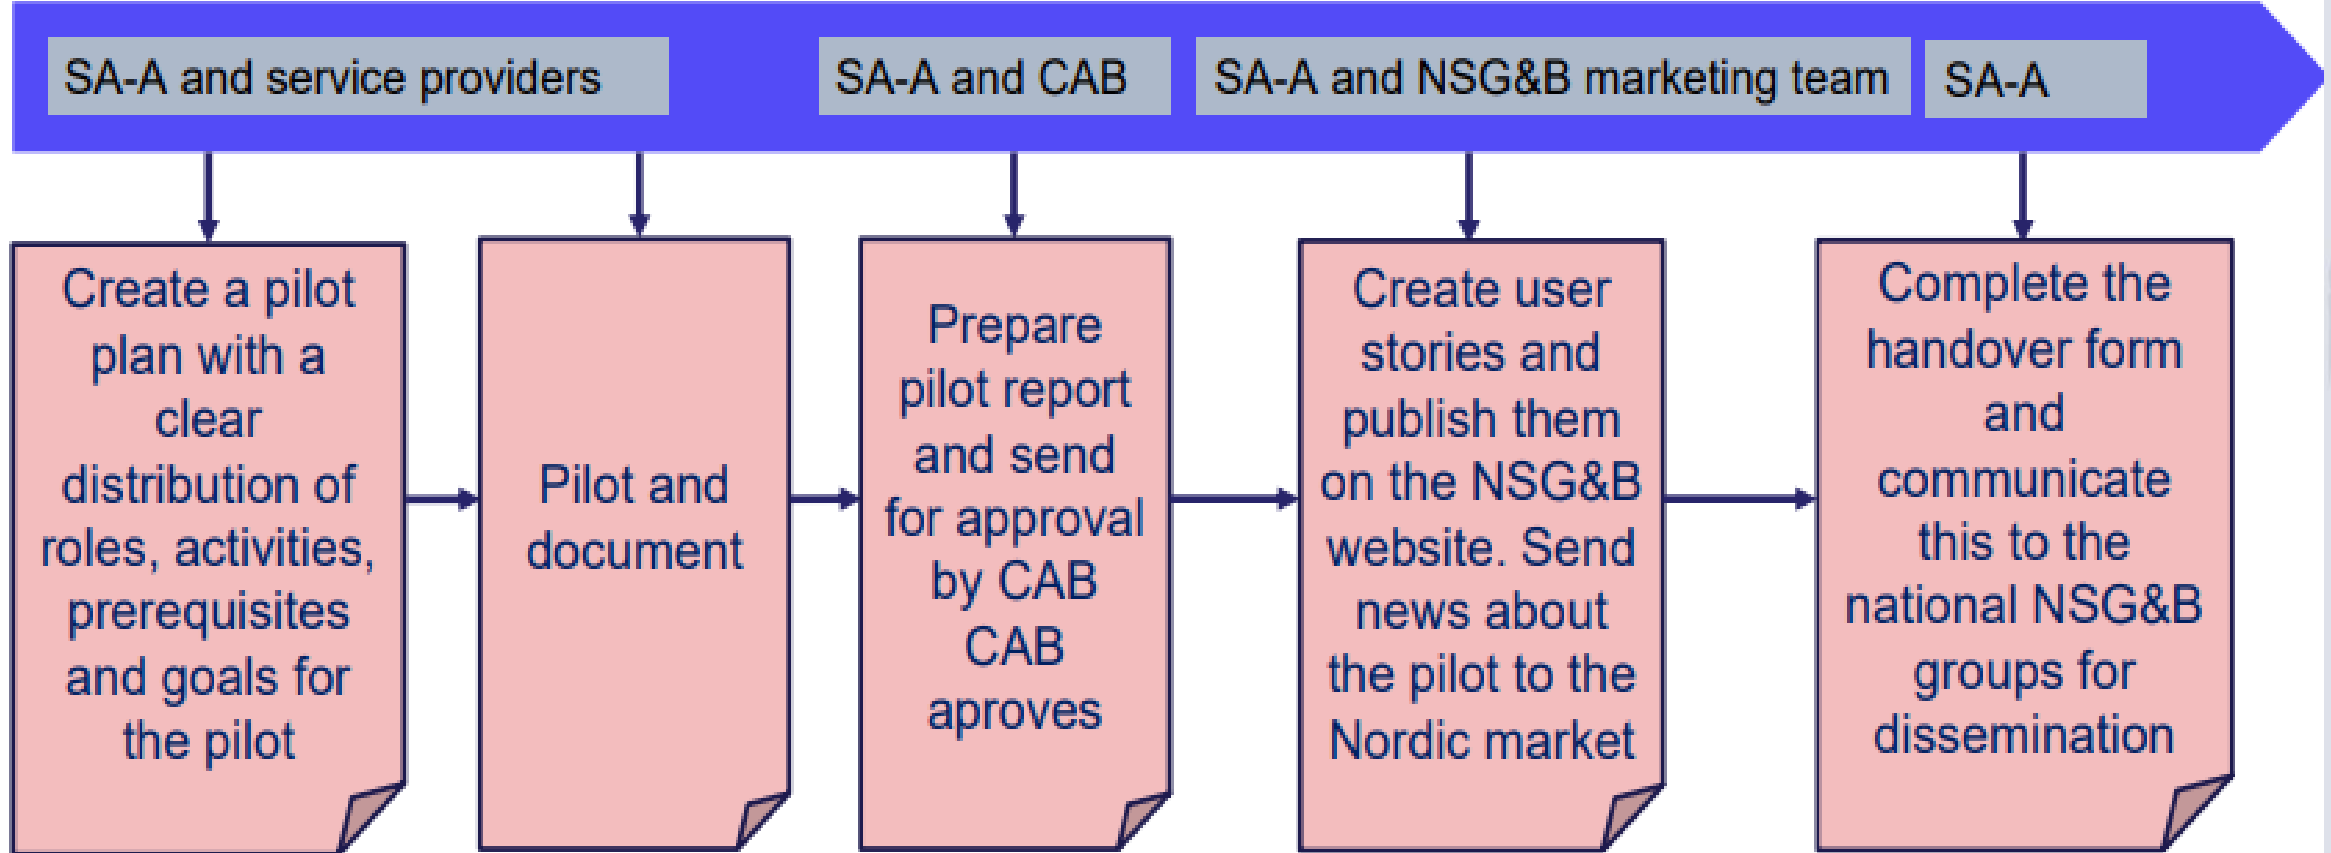 SA-A and service providers
SA-A and CAB
SA-A and NSG&B marketing team
SA-A
Create a pilot
plan with a
clear
distribution of
roles, activities,
prerequisites
and goals for
the pilot
Pilot and
document
Prepare
pilot report
and send
for approval
by CAB
CAB
aproves
Create user
stories and
publish them
on the NSG&B
website. Send
news about
the pilot to the
Nordic market
Complete the
handover form
and
communicate
this to the
national NSG&B
groups for
dissemination